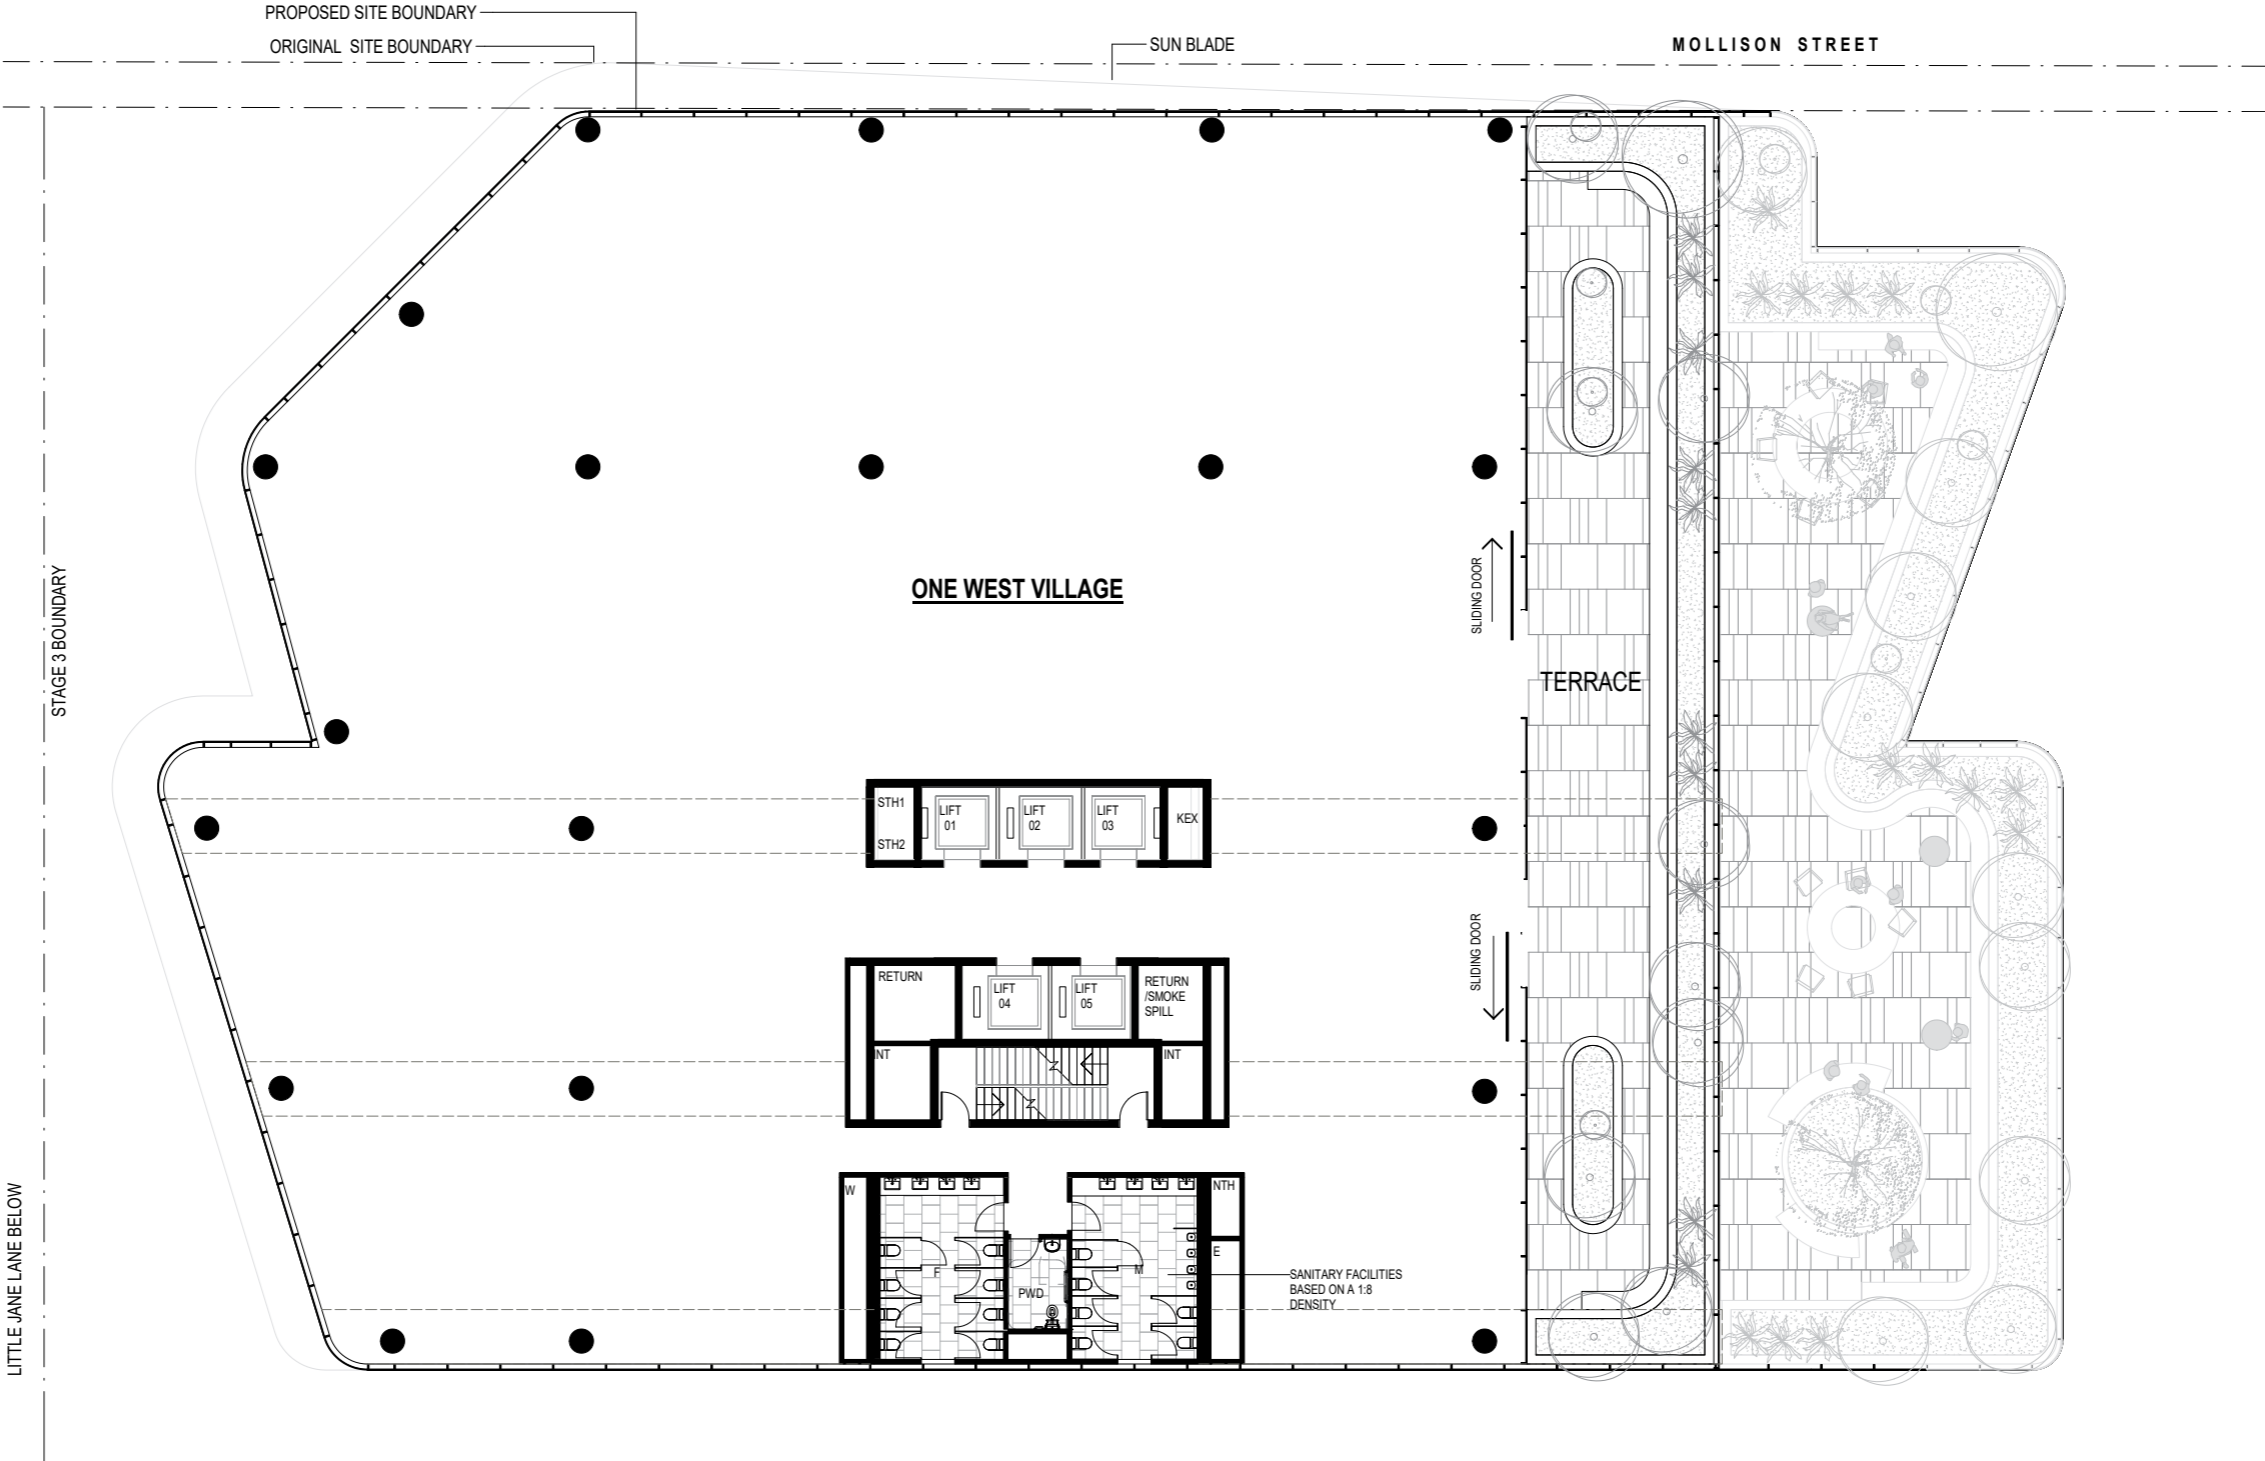 PROPOSED SITE BOUNDARY
ORIGINAL SITE BOUNDARY
SUN BLADE
MOLLISON STREET
STAGE 3 BOUNDARY
LITTLE JANE LANE BELOW
ONE WEST VILLAGE
SLIDING DOOR
TERRACE
SLIDING DOOR
STH1
STH2
LIFT
01
LIFT
02
LIFT
03
KEX
RETURN
LIFT
04
LIFT
05
RETURN
/SMOKE
SPILL
INT
INT
W
F
PWD
M
NTH
E
SANITARY FACILITIES
BASED ON A 1:8
DENSITY